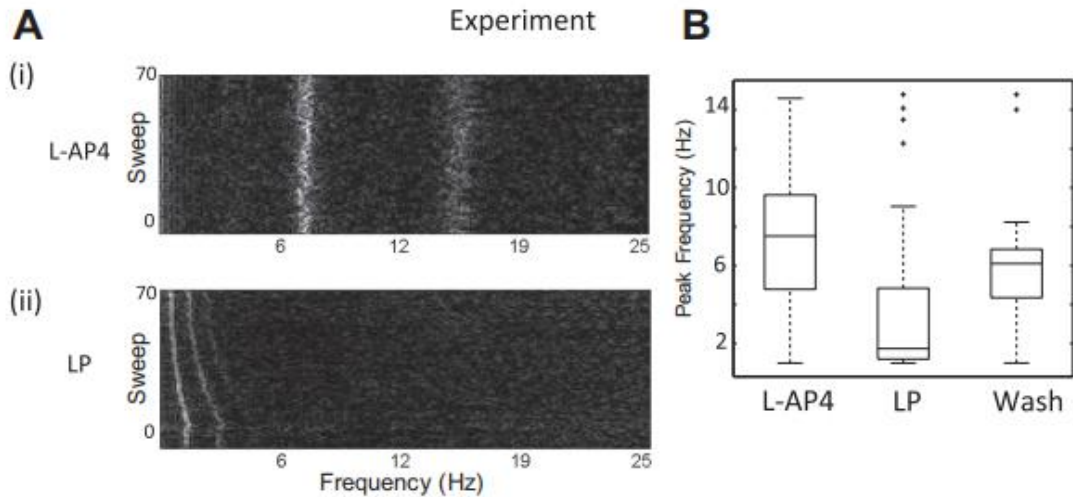 A
Experiment
B
(i)
L-AP4
Sweep
70
0
6
12
19
25
(ii)
LP
Sweep
70
0
6
12
19
25
Frequency (Hz)
Peak Frequency (Hz)
14
10
6
2
L-AP4
LP
Wash